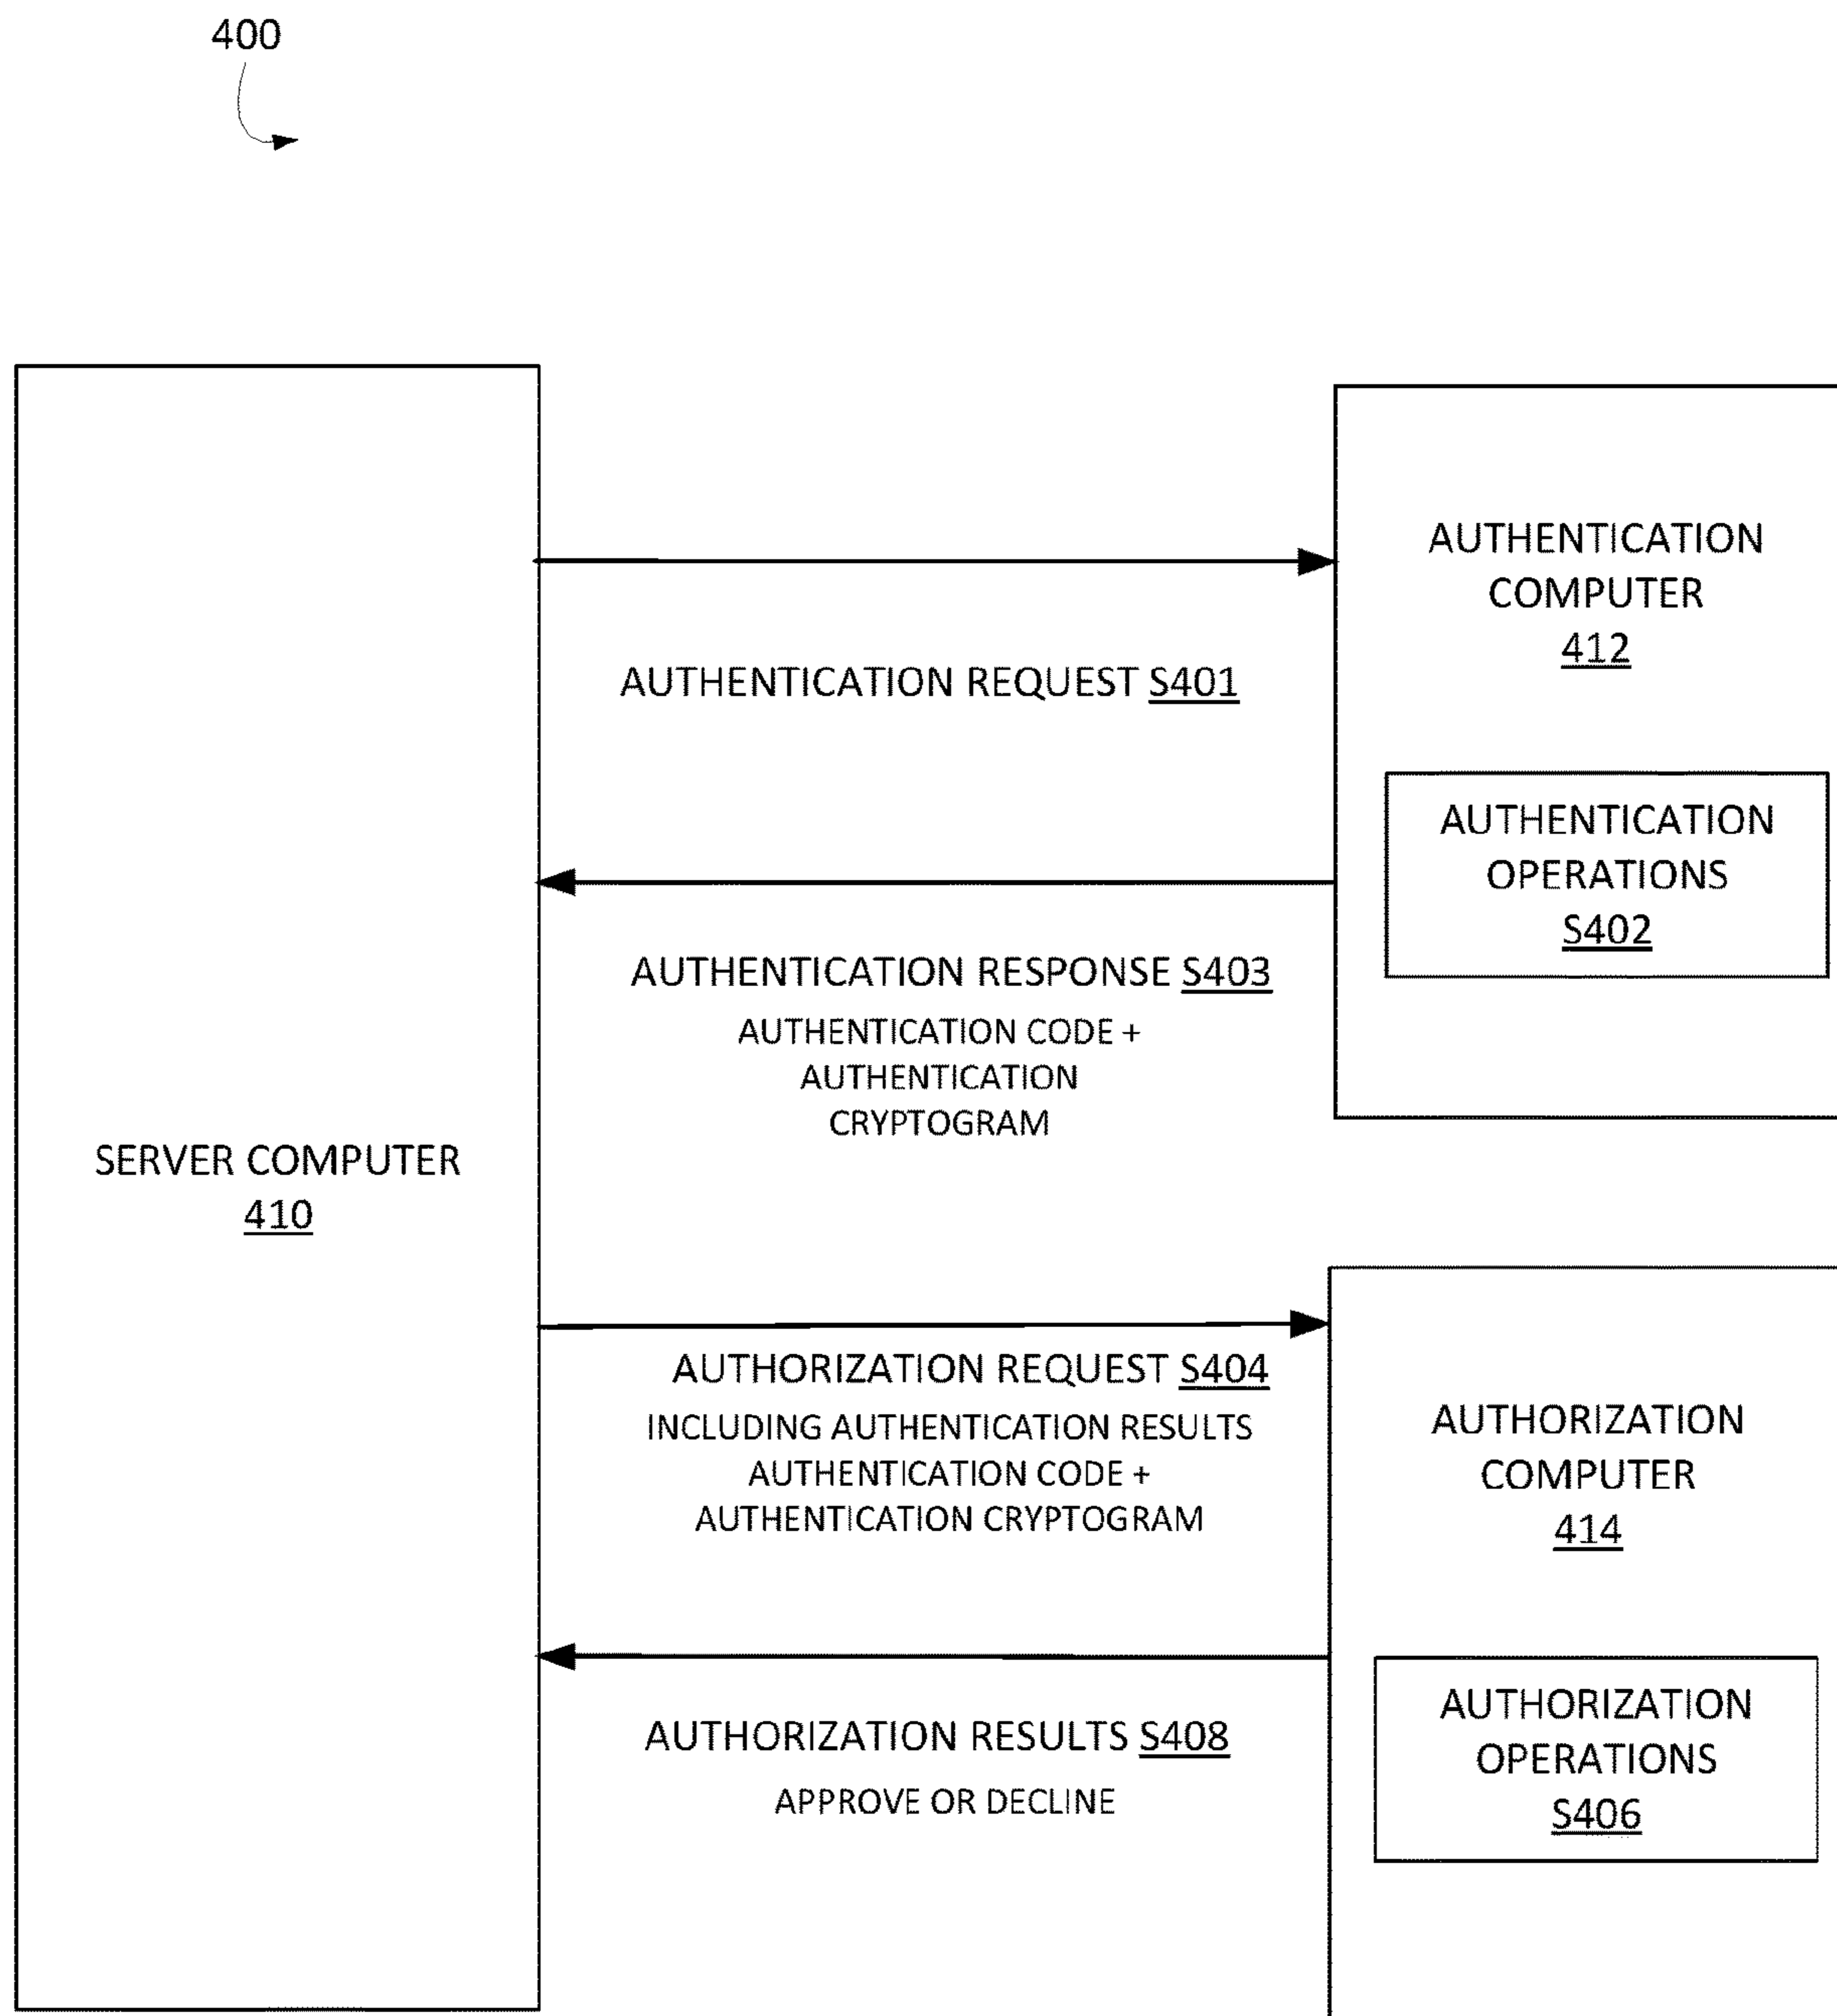 400
AUTHENTICATION
COMPUTER
412
AUTHENTICATION REQUEST S401
AUTHENTICATION
OPERATIONS
S402
AUTHENTICATION RESPONSE S403
AUTHENTICATION CODE +
AUTHENTICATION
CRYPTOGRAM
SERVER COMPUTER
410
AUTHORIZATION REQUEST S404
INCLUDING AUTHENTICATION RESULTS
AUTHENTICATION CODE +
AUTHENTICATION CRYPTOGRAM
AUTHORIZATION
COMPUTER
414
AUTHORIZATION RESULTS S408
APPROVE OR DECLINE
AUTHORIZATION
OPERATIONS
S406